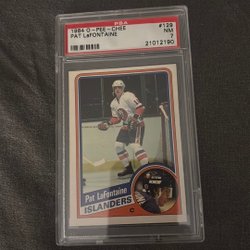 PSA
1984 O-PEE-CHEE #129
PAT LaFONTAINE NM
7
21012190
Pat LaFontaine
ISLANDERS
C